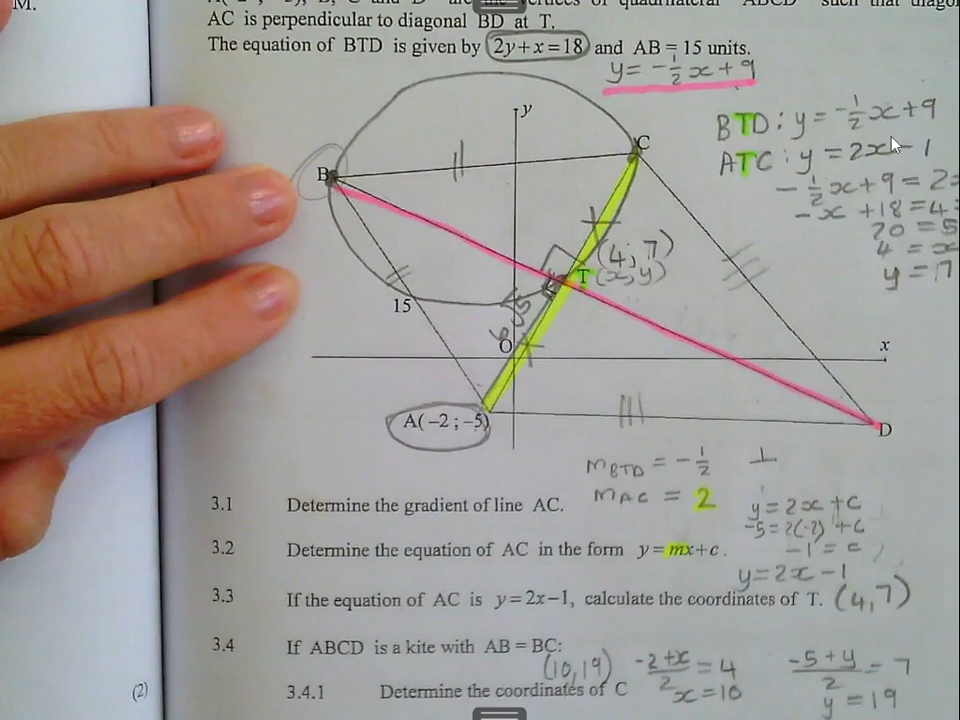 M.
AC is perpendicular to diagonal BD at T.
The equation of BTD is given by 2y+x=18 and AB = 15 units.
y= -1/2x+9
y
BTD: y= -1/2x+9
C
ATC: y=2x-1
B
-1/2x+9=2
-x+18=4
20=5
(4;7)
4=x
T (x;y)
y=7
15
6√5
O
x
A(−2 ; −5)
D
mBTD = -1/2 ⊥
3.1 Determine the gradient of line AC. mAC = 2 y=2x+c
-5=2(-2)+c
3.2 Determine the equation of AC in the form y= mx+c. -1=c
y=2x-1
3.3 If the equation of AC is y=2x−1, calculate the coordinates of T. (4,7)
3.4 If ABCD is a kite with AB = BC:
(10,19) -2+x/2=4 -5+y/2=7
(2) 3.4.1 Determine the coordinates of C x=10 y=19